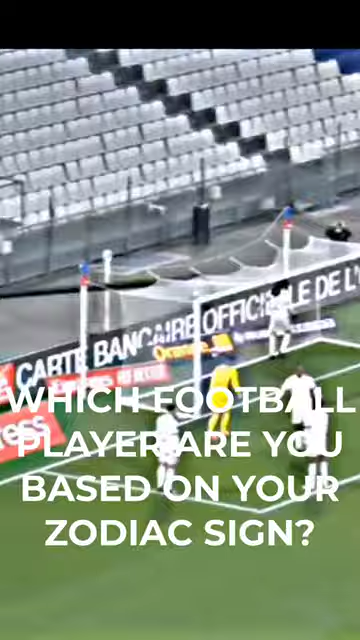 CARTE BANCAIRE OFFICIELLE DE L'
WHICH FOOTBALL
PLAYER ARE YOU
BASED ON YOUR
ZODIAC SIGN?